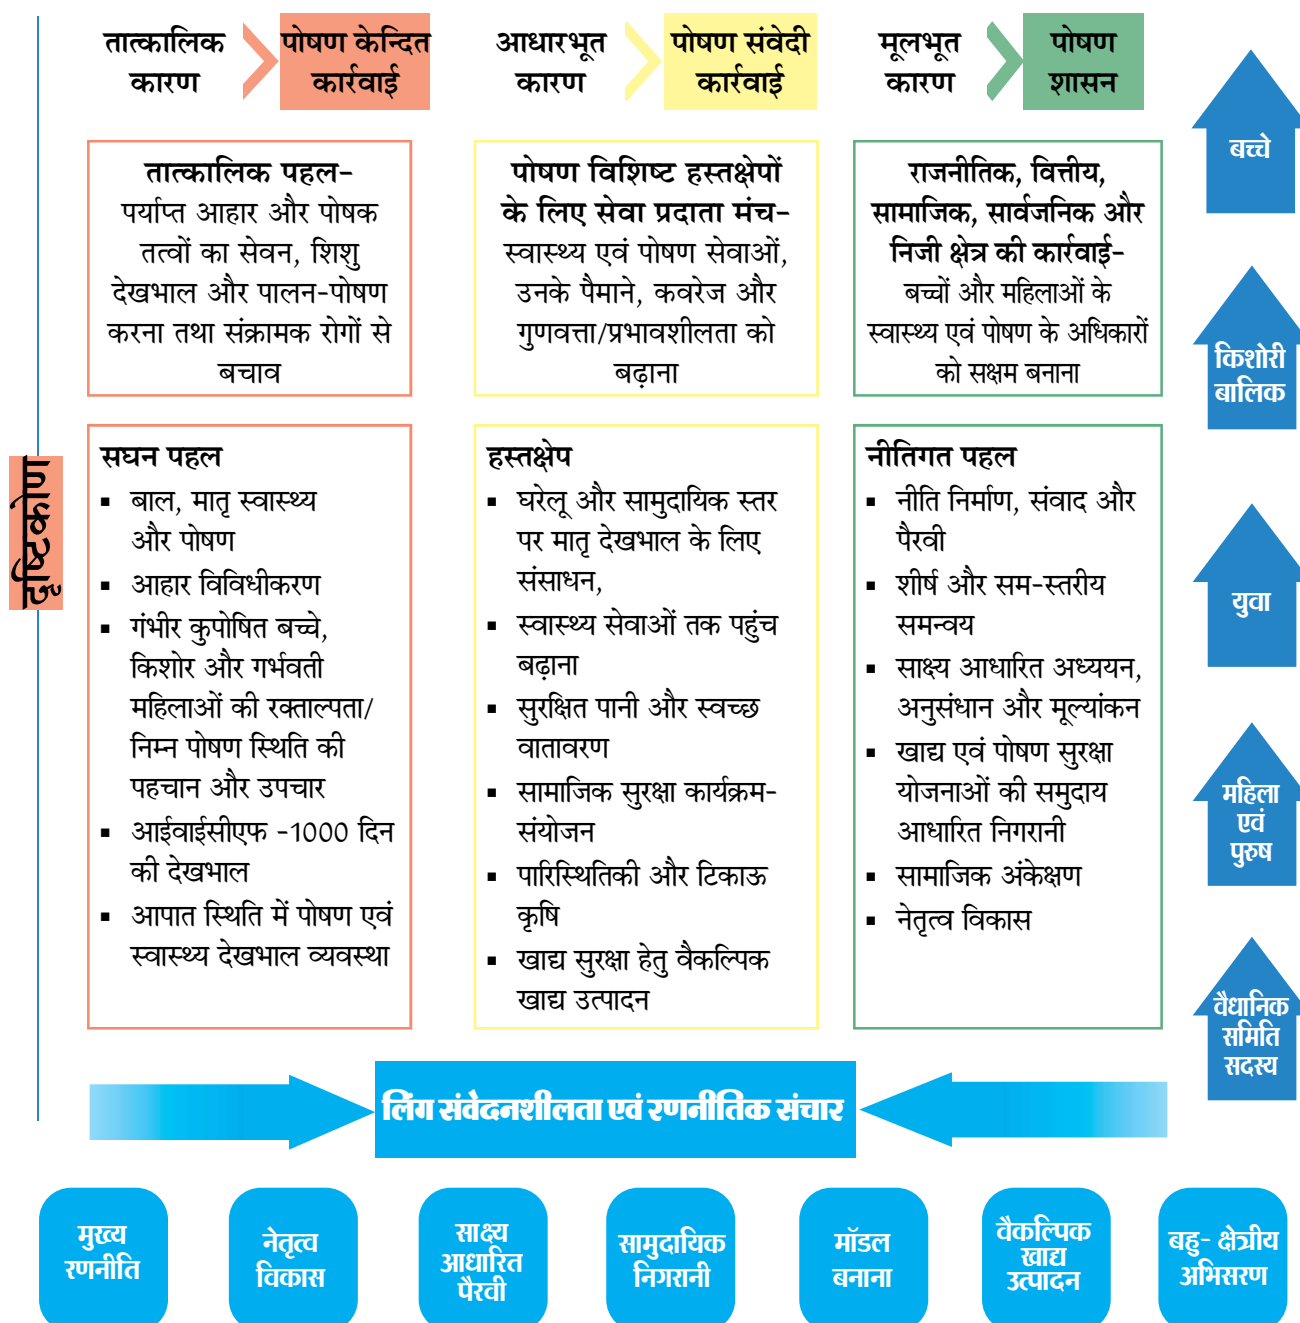 तात्कालिक
कारण
पोषण केन्दित
कार्रवाई
आधारभूत
कारण
पोषण संवेदी
कार्रवाई
मूलभूत
कारण
पोषण
शासन
दृष्टिकोण
तात्कालिक पहल-
पर्याप्त आहार और पोषक
तत्वों का सेवन, शिशु
देखभाल और पालन-पोषण
करना तथा संक्रामक रोगों से
बचाव
पोषण विशिष्ट हस्तक्षेपों
के लिए सेवा प्रदाता मंच-
स्वास्थ्य एवं पोषण सेवाओं,
उनके पैमाने, कवरेज और
गुणवत्ता/प्रभावशीलता को
बढ़ाना
राजनीतिक, वित्तीय,
सामाजिक, सार्वजनिक और
निजी क्षेत्र की कार्रवाई-
बच्चों और महिलाओं के
स्वास्थ्य एवं पोषण के अधिकारों
को सक्षम बनाना
सघन पहल
▪ बाल, मातृ स्वास्थ्य
और पोषण
▪ आहार विविधीकरण
▪ गंभीर कुपोषित बच्चे,
किशोर और गर्भवती
महिलाओं की रक्ताल्पता/
निम्न पोषण स्थिति की
पहचान और उपचार
▪ आईवाईसीएफ -1000 दिन
की देखभाल
▪ आपात स्थिति में पोषण एवं
स्वास्थ्य देखभाल व्यवस्था
हस्तक्षेप
▪ घरेलू और सामुदायिक स्तर
पर मातृ देखभाल के लिए
संसाधन,
▪ स्वास्थ्य सेवाओं तक पहुंच
बढ़ाना
▪ सुरक्षित पानी और स्वच्छ
वातावरण
▪ सामाजिक सुरक्षा कार्यक्रम-
संयोजन
▪ पारिस्थितिकी और टिकाऊ
कृषि
▪ खाद्य सुरक्षा हेतु वैकल्पिक
खाद्य उत्पादन
नीतिगत पहल
▪ नीति निर्माण, संवाद और
पैरवी
▪ शीर्ष और सम-स्तरीय
समन्वय
▪ साक्ष्य आधारित अध्ययन,
अनुसंधान और मूल्यांकन
▪ खाद्य एवं पोषण सुरक्षा
योजनाओं की समुदाय
आधारित निगरानी
▪ सामाजिक अंकेक्षण
▪ नेतृत्व विकास
बच्चे
किशोरी
बालिक
युवा
महिला
एवं
पुरुष
वैधानिक
समिति
सदस्य
लिंग संवेदनशीलता एवं रणनीतिक संचार
मुख्य
रणनीति
नेतृत्व
विकास
साक्ष्य
आधारित
पैरवी
सामुदायिक
निगरानी
मॉडल
बनाना
वैकल्पिक
खाद्य
उत्पादन
बहु- क्षेत्रीय
अभिसरण